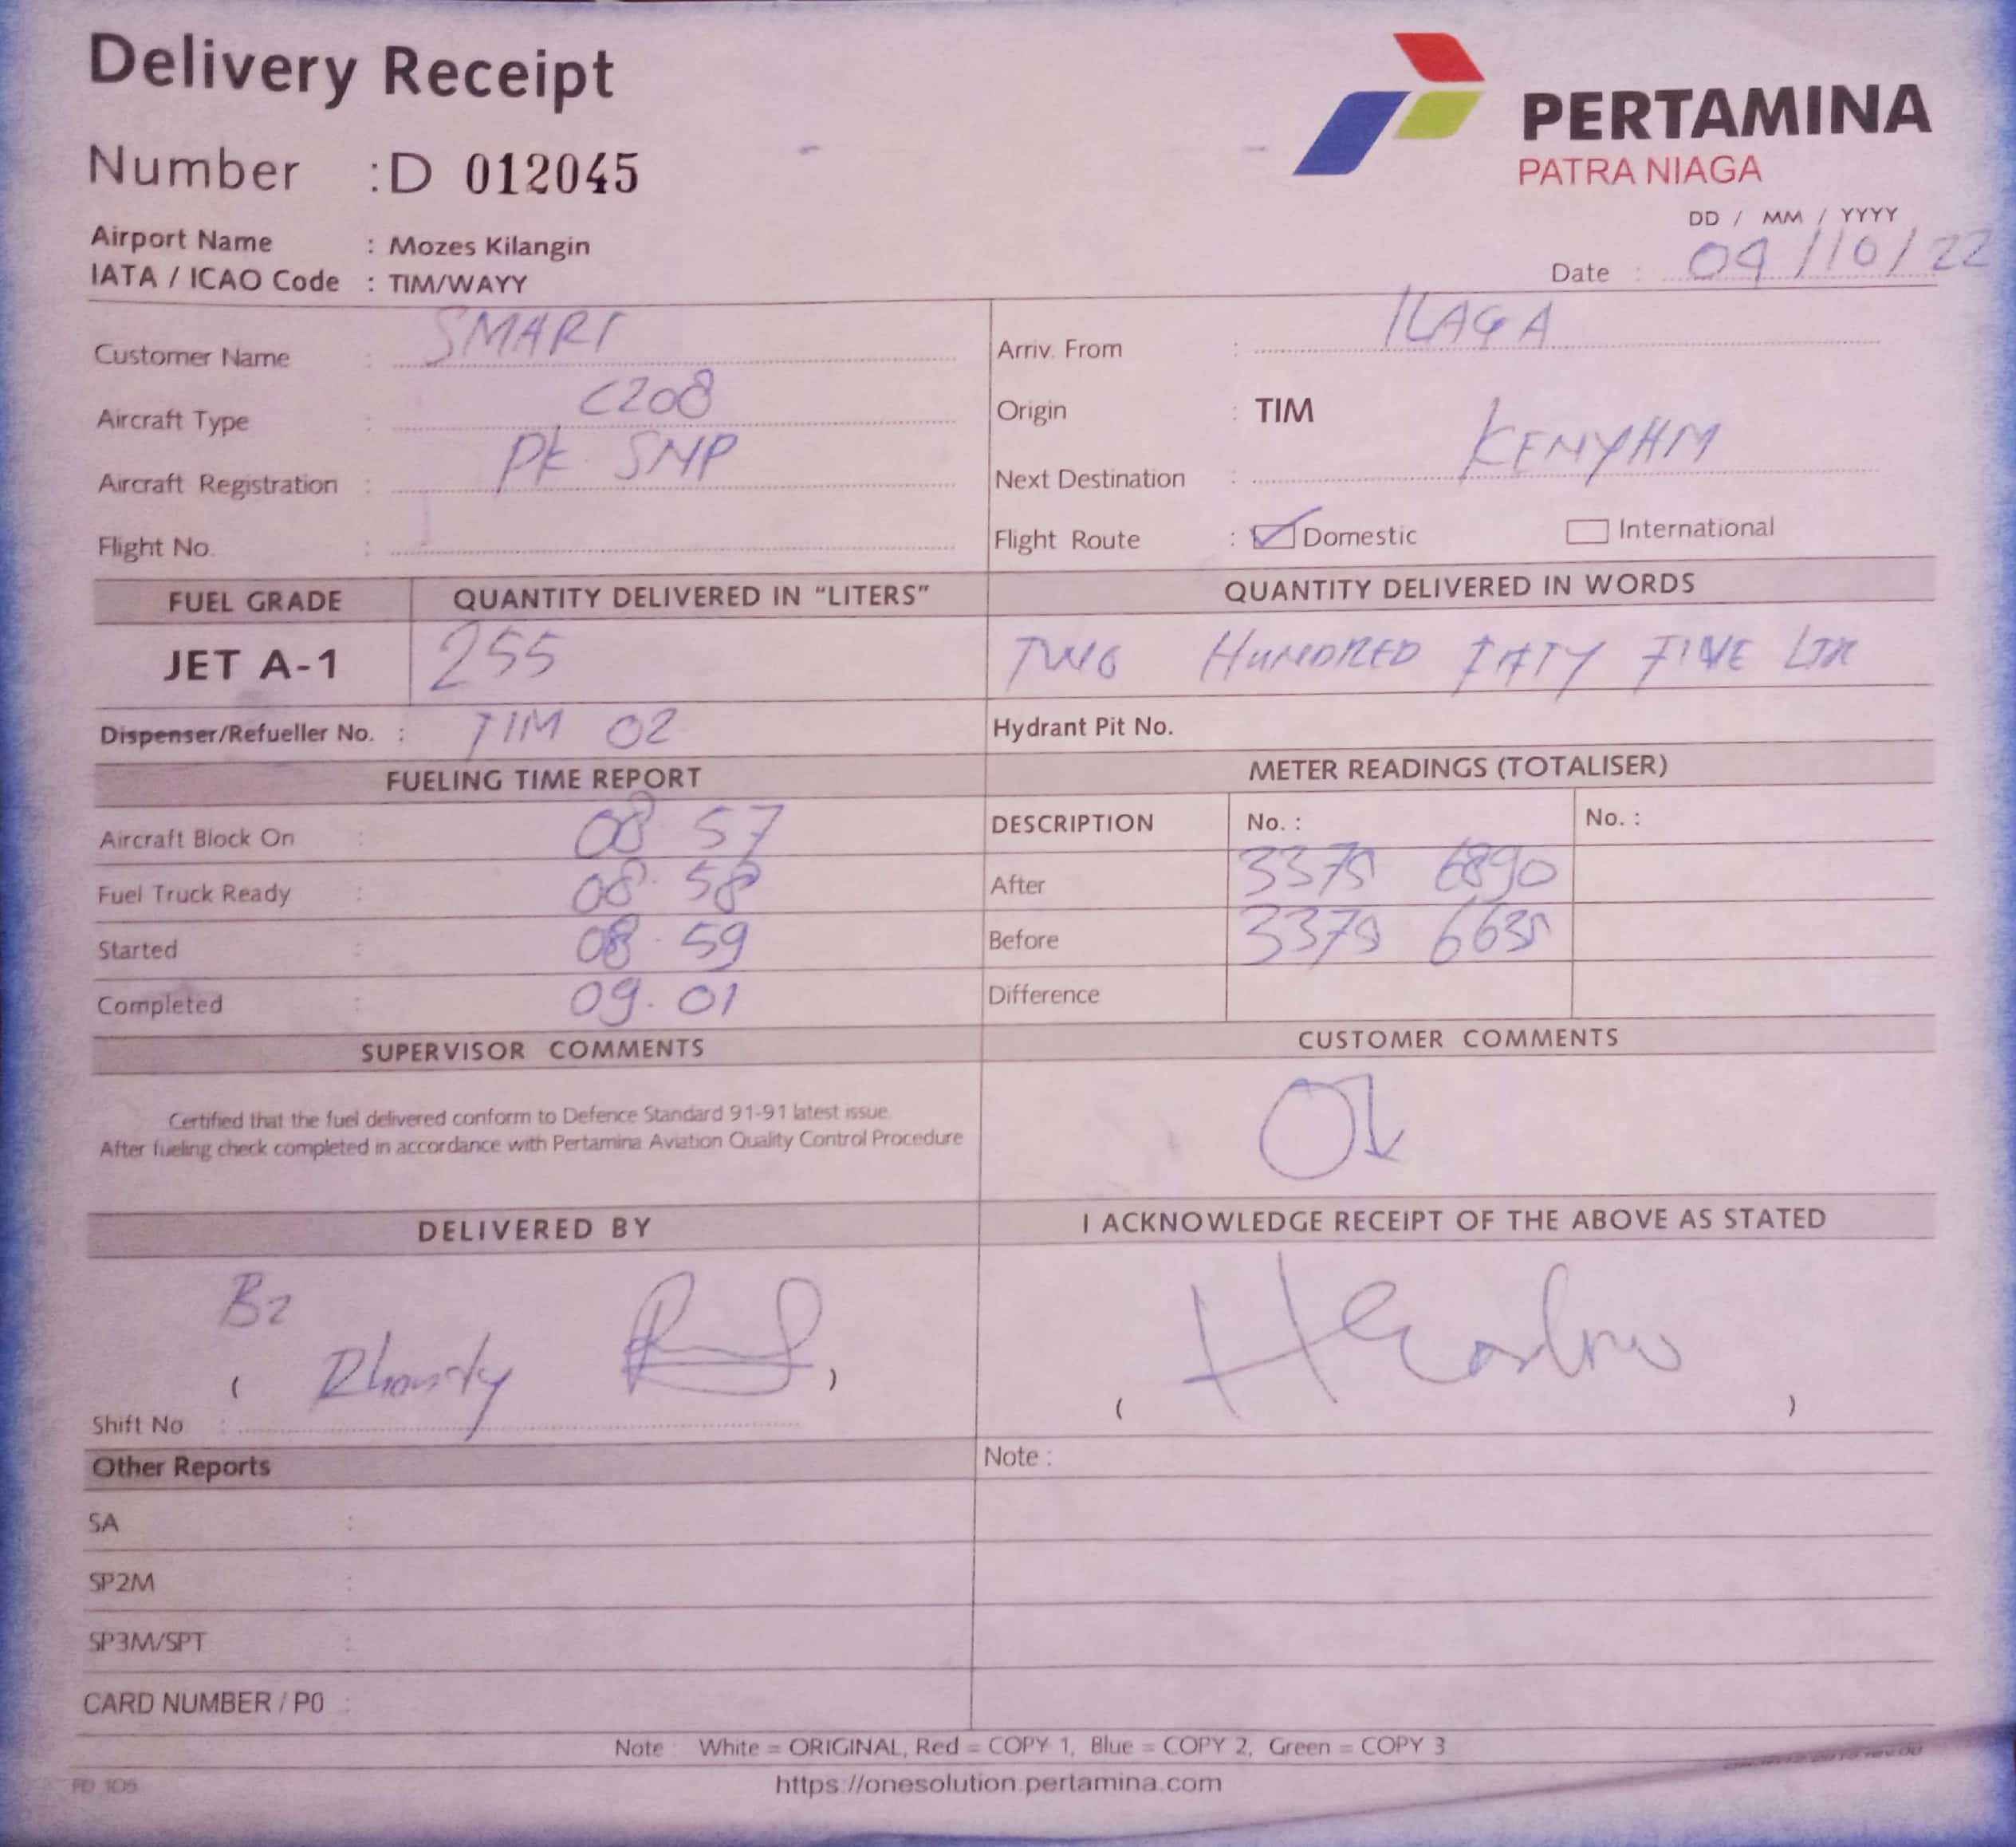 Delivery Receipt
PERTAMINA
PATRA NIAGA
Number : D 012045
Airport Name : Mozes Kilangin
IATA / ICAO Code : TIM/WAYY
DD / MM / YYYY
Date : 09/10/22
Customer Name : SMART
Arriv. From : ILAGA
Aircraft Type : C208
Origin : TIM
Aircraft Registration : PK SNP
Next Destination : KENYAM
Flight No. :
Flight Route : Domestic International
FUEL GRADE QUANTITY DELIVERED IN "LITERS" QUANTITY DELIVERED IN WORDS
JET A-1 255 TWO HUNDRED FIFTY FIVE LTR
Dispenser/Refueller No. : TIM 02
Hydrant Pit No.
FUELING TIME REPORT METER READINGS (TOTALISER)
Aircraft Block On : 08 57
DESCRIPTION No. : No. :
Fuel Truck Ready : 08. 58
After 3375 6890
Started : 08. 59
Before 3375 6635
Completed : 09. 01
Difference
SUPERVISOR COMMENTS CUSTOMER COMMENTS
Certified that the fuel delivered conform to Defence Standard 91-91 latest issue.
After fueling check completed in accordance with Pertamina Aviation Quality Control Procedure
DELIVERED BY I ACKNOWLEDGE RECEIPT OF THE ABOVE AS STATED
B2
( )
( )
Shift No :
Other Reports
Note :
SA :
SP2M :
SP3M/SPT :
CARD NUMBER / PO :
Note : White = ORIGINAL, Red = COPY 1, Blue = COPY 2, Green = COPY 3
https://onesolution.pertamina.com
FD 105